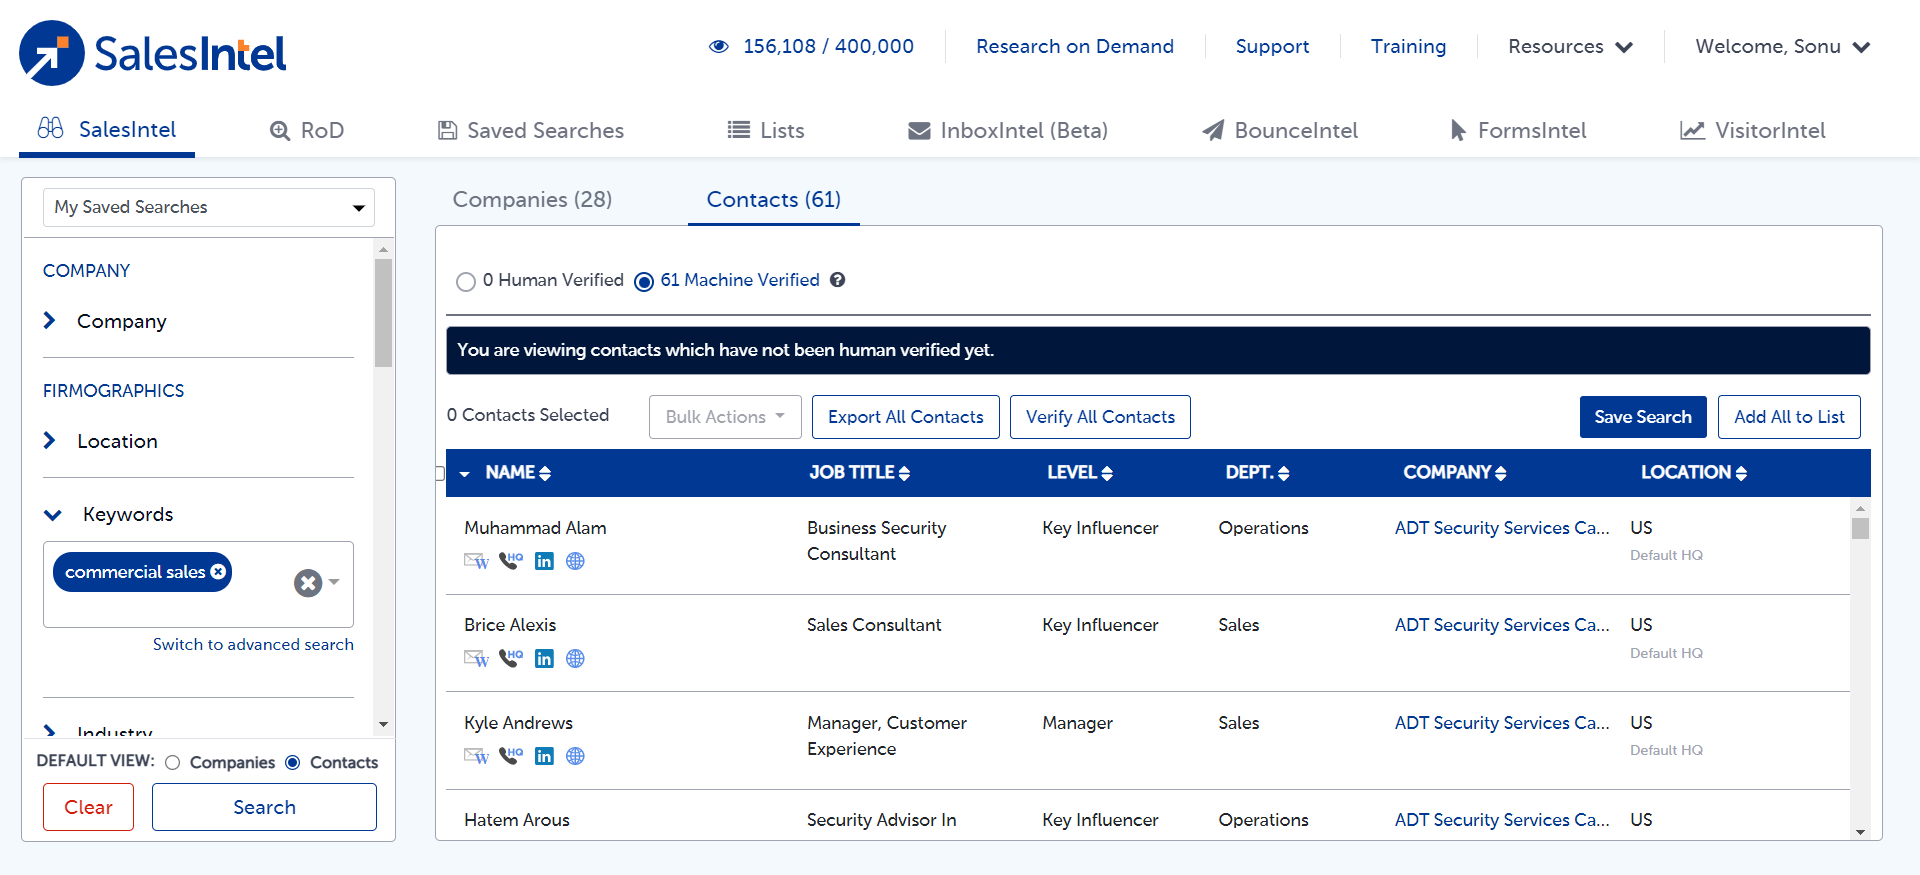 SalesIntel
156,108 / 400,000
Research on Demand
Support
Training
Resources
Welcome, Sonu
SalesIntel
RoD
Saved Searches
Lists
InboxIntel (Beta)
BounceIntel
FormsIntel
VisitorIntel
My Saved Searches
COMPANY
Company
FIRMOGRAPHICS
Location
Keywords
commercial sales
Switch to advanced search
Industry
DEFAULT VIEW:
Companies
Contacts
Clear
Search
Companies (28)
Contacts (61)
0 Human Verified
61 Machine Verified
You are viewing contacts which have not been human verified yet.
0 Contacts Selected
Bulk Actions
Export All Contacts
Verify All Contacts
Save Search
Add All to List
NAME JOB TITLE LEVEL DEPT. COMPANY LOCATION
Muhammad Alam Business Security Key Influencer Operations ADT Security Services Ca... US
Consultant Default HQ
W HQ in
Brice Alexis Sales Consultant Key Influencer Sales ADT Security Services Ca... US
W HQ in Default HQ
Kyle Andrews Manager, Customer Manager Sales ADT Security Services Ca... US
Experience Default HQ
W HQ in
Hatem Arous Security Advisor In Key Influencer Operations ADT Security Services Ca... US